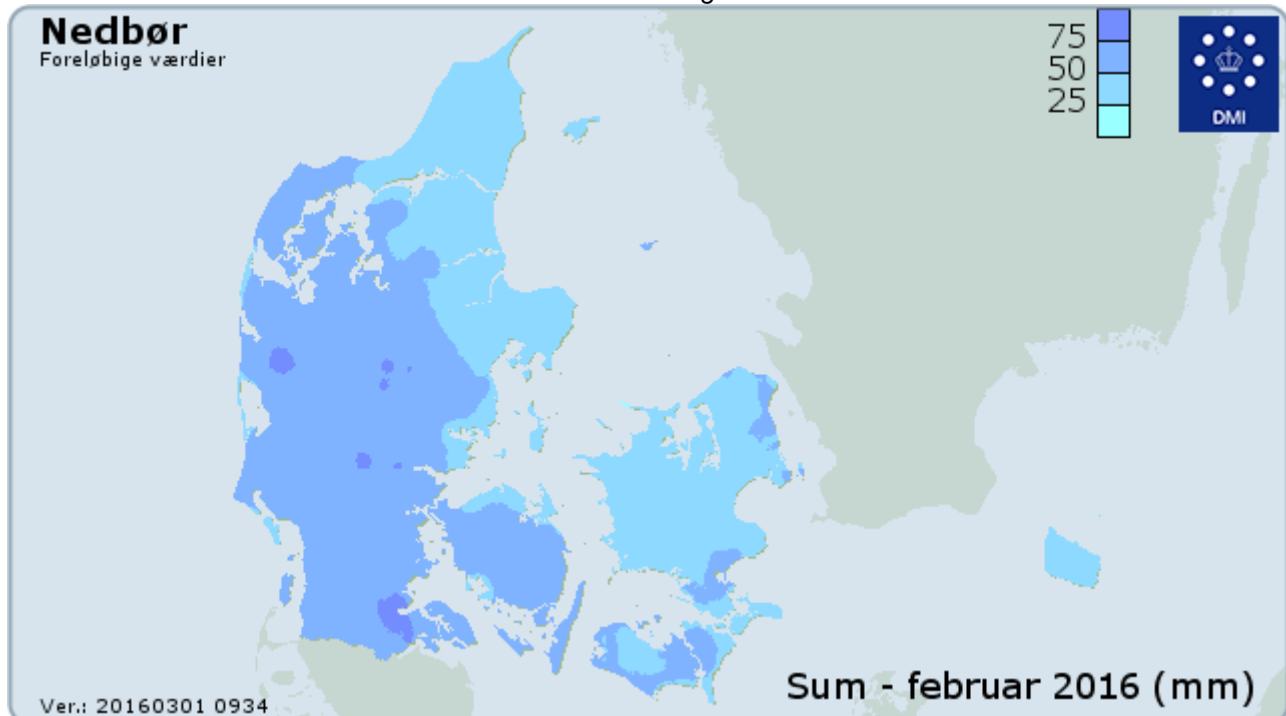 Nedbør
Foreløbige værdier
75
50
25
DMI
Sum - februar 2016 (mm)
Ver.: 20160301 0934